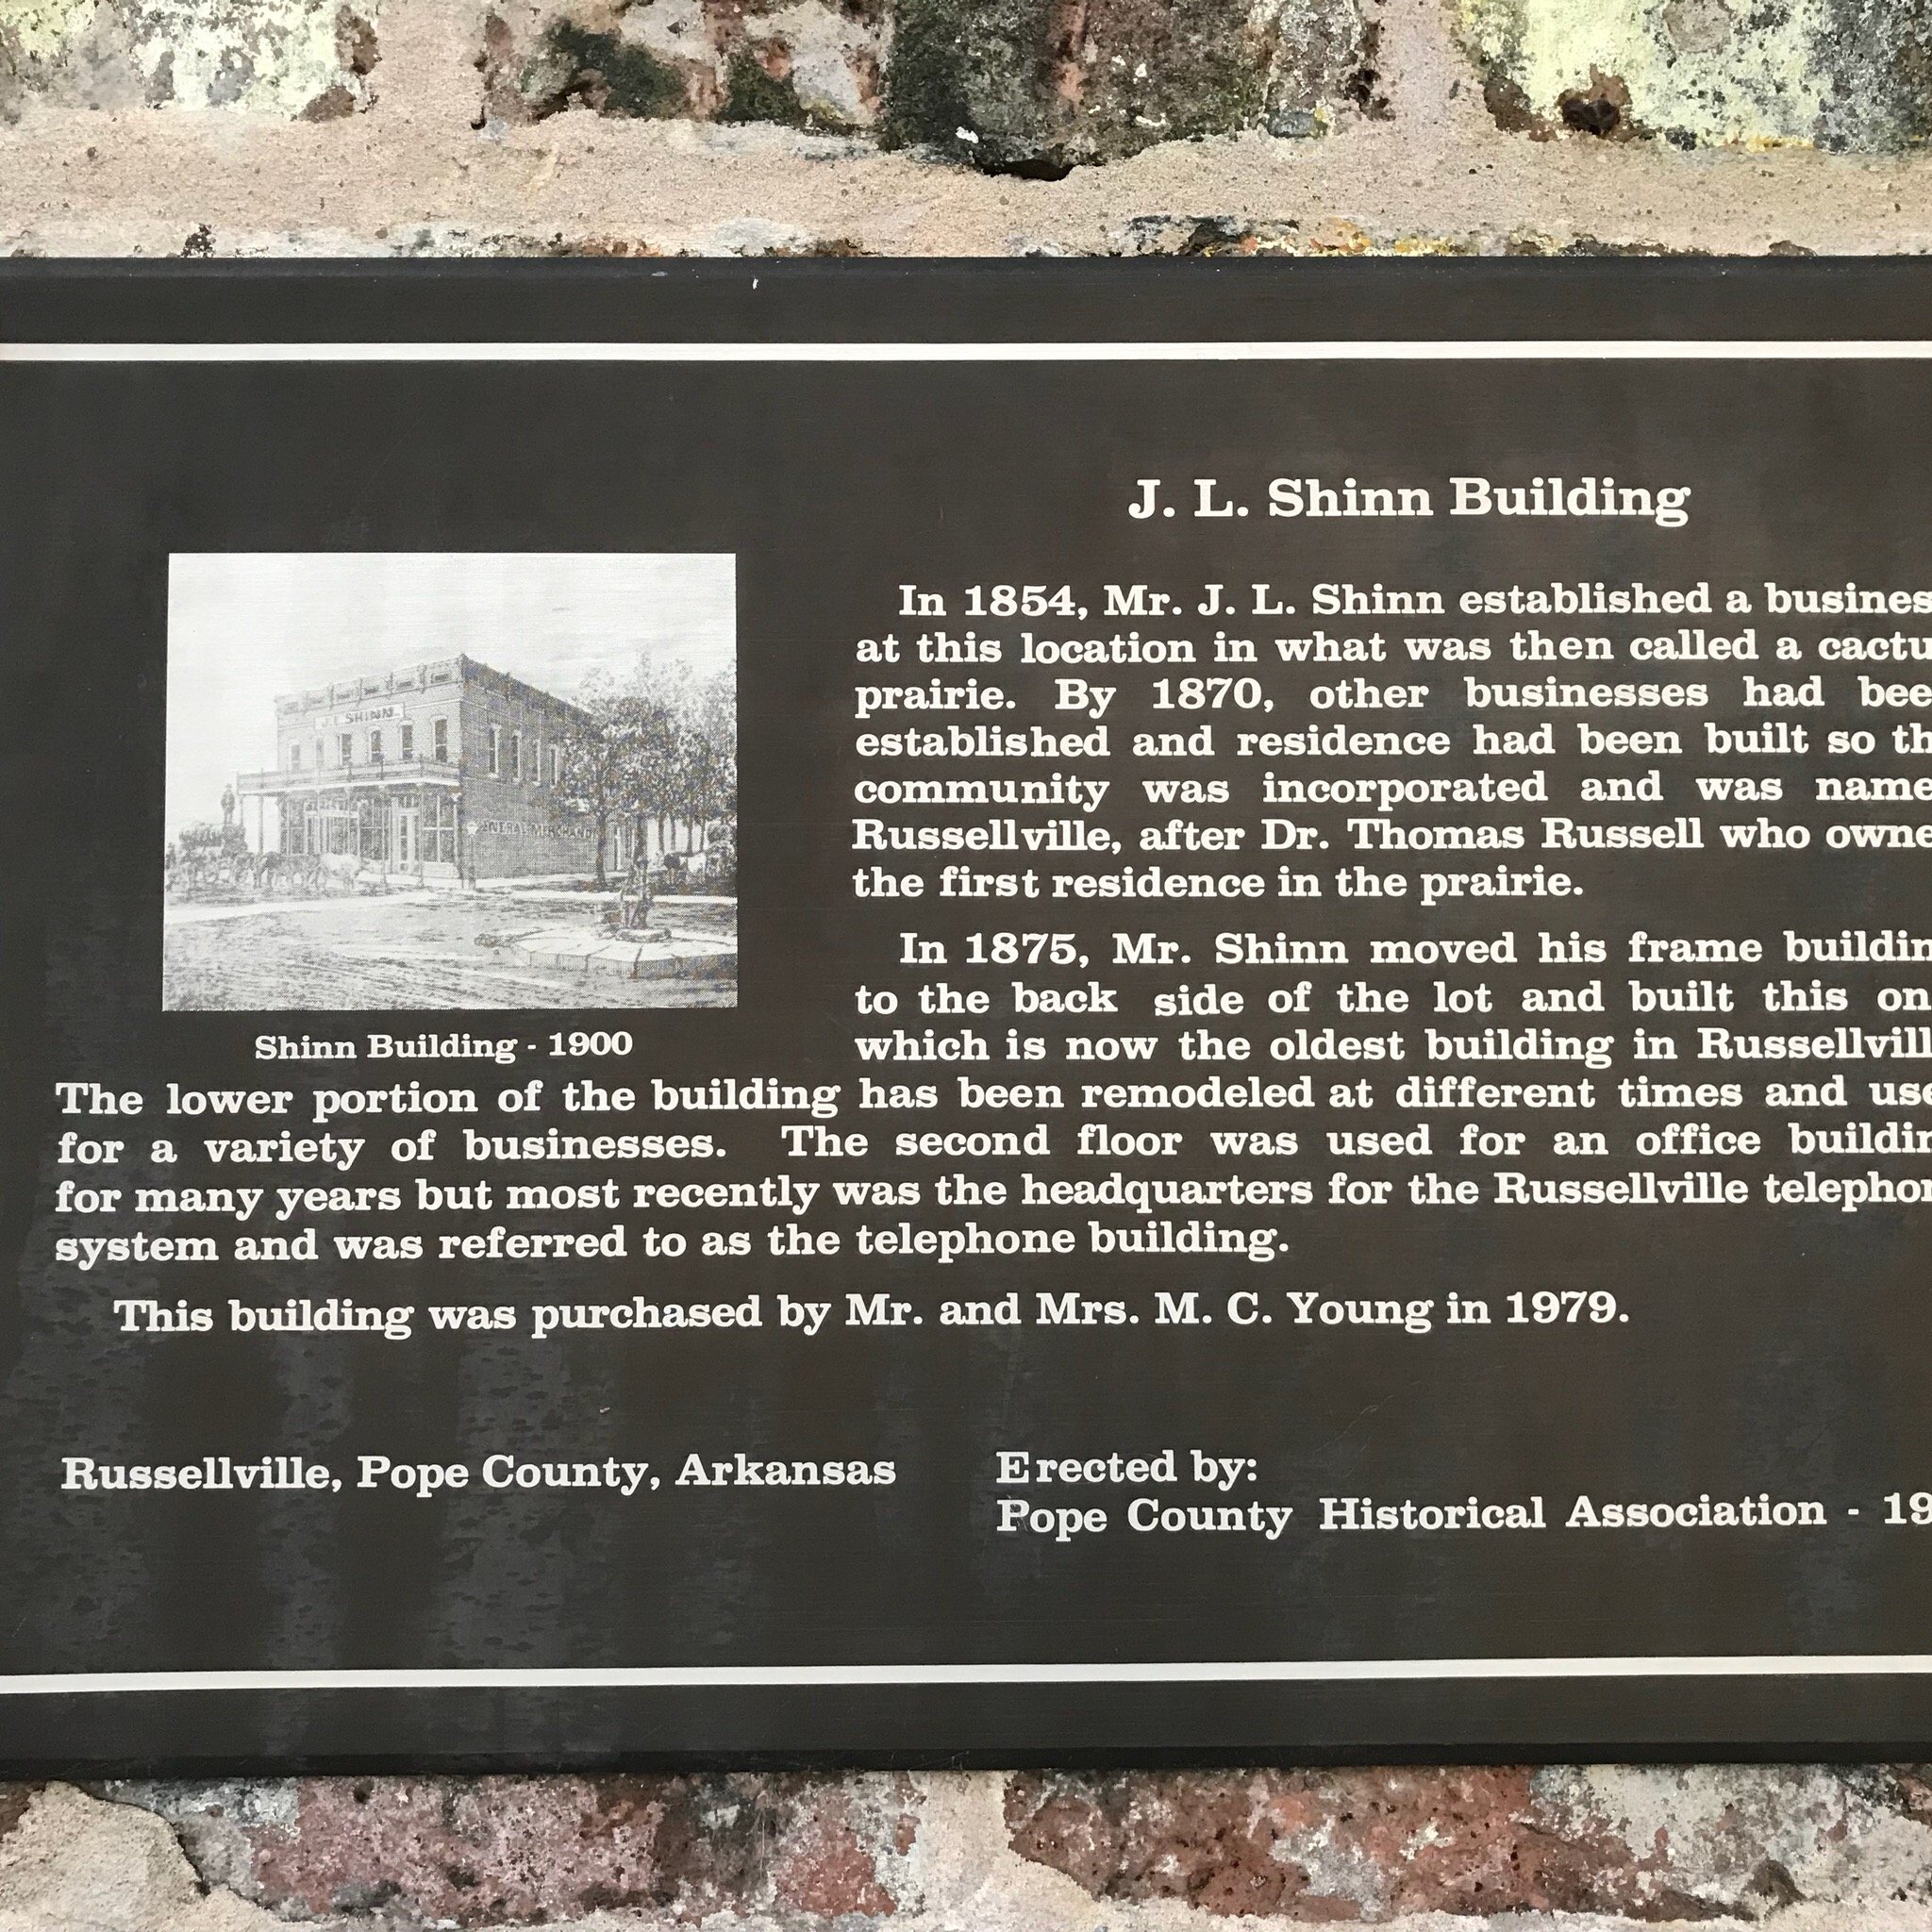 J. L. Shinn Building
J. L. SHINN
In 1854, Mr. J. L. Shinn established a busines
at this location in what was then called a cactu
prairie. By 1870, other businesses had bee
established and residence had been built so th
community was incorporated and was name
Russellville, after Dr. Thomas Russell who owne
the first residence in the prairie.
In 1875, Mr. Shinn moved his frame buildin
to the back side of the lot and built this on
which is now the oldest building in Russellvill
Shinn Building - 1900
The lower portion of the building has been remodeled at different times and use
for a variety of businesses. The second floor was used for an office buildin
for many years but most recently was the headquarters for the Russellville telephon
system and was referred to as the telephone building.
This building was purchased by Mr. and Mrs. M. C. Young in 1979.
Russellville, Pope County, Arkansas
Erected by:
Pope County Historical Association - 19